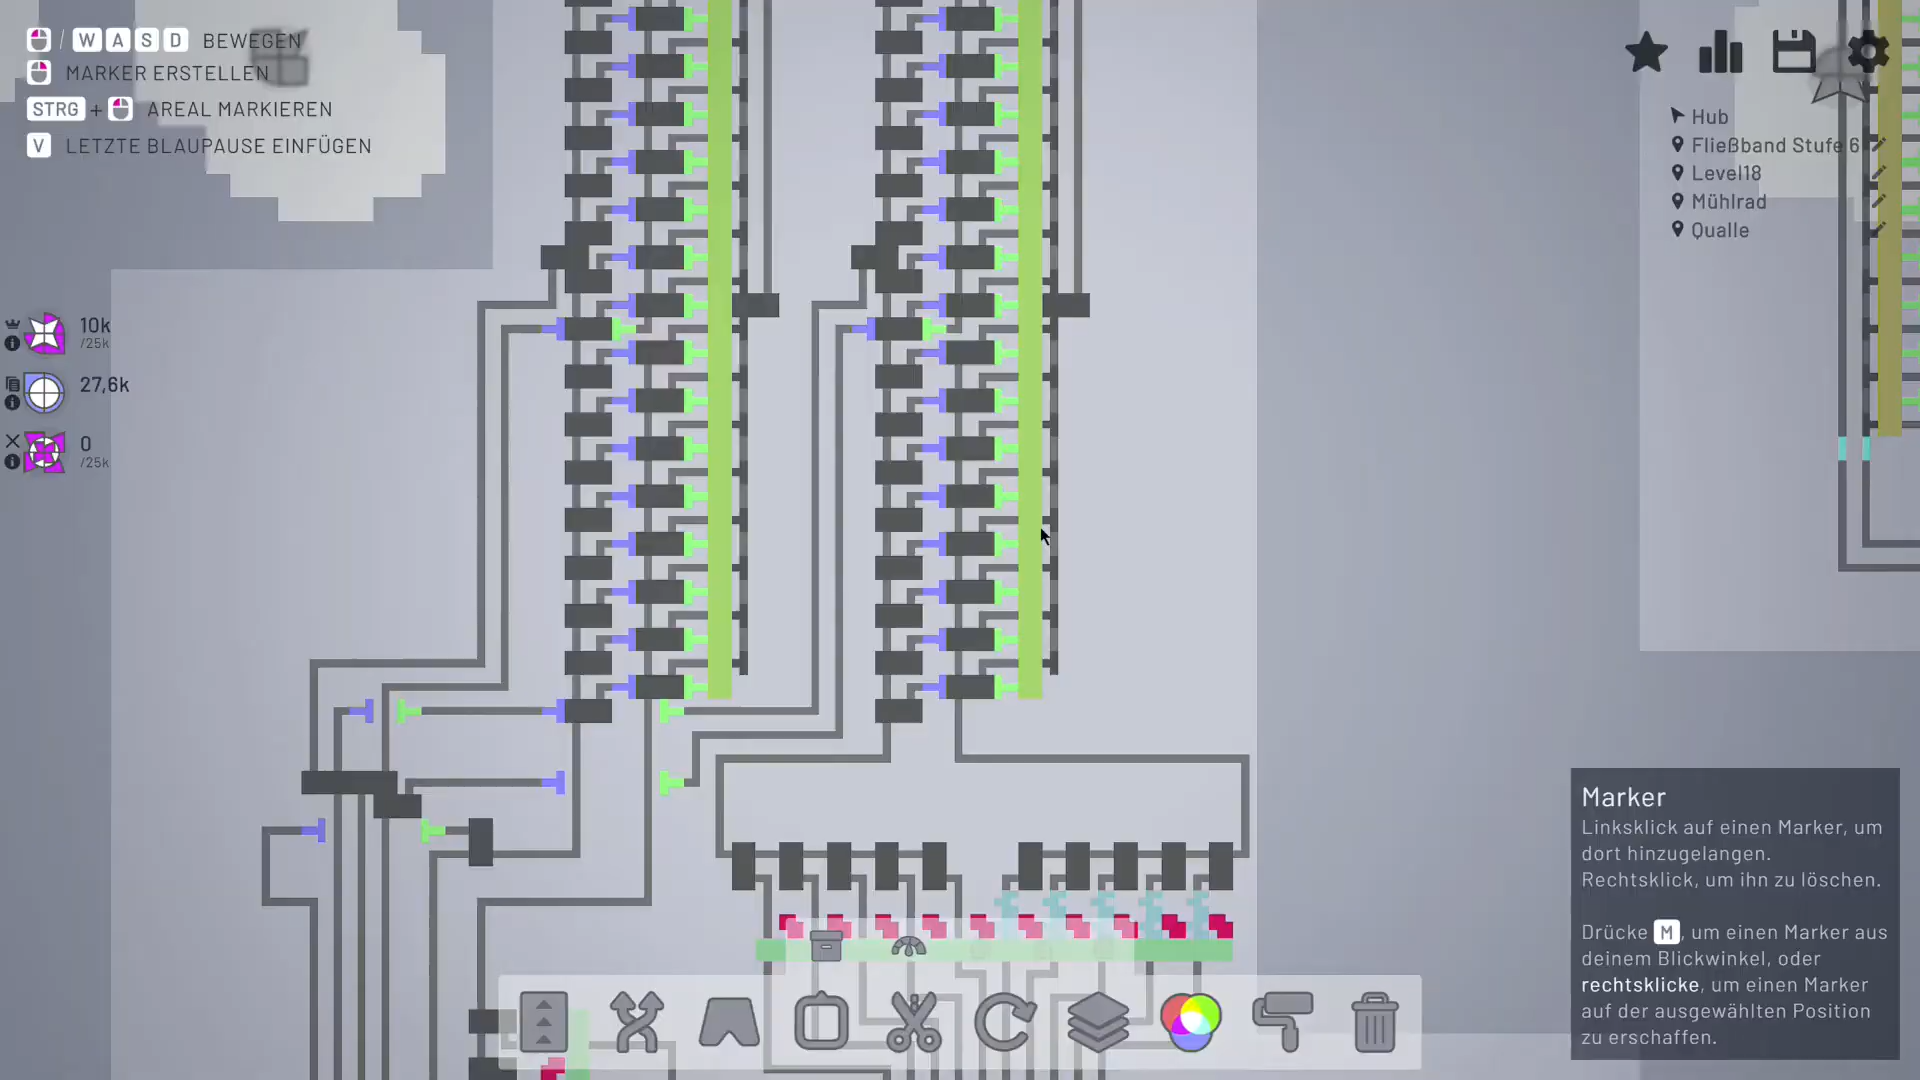 / W A S D BEWEGEN
MARKER ERSTELLEN
STRG + AREAL MARKIEREN
V LETZTE BLAUPAUSE EINFÜGEN
Hub
Fließband Stufe 6
Level18
Mühlrad
Qualle
10k
/25k
27,6k
0
/25k
Marker
Linksklick auf einen Marker, um
dort hinzugelangen.
Rechtsklick, um ihn zu löschen.
Drücke M, um einen Marker aus
deinem Blickwinkel, oder
rechtsklicke, um einen Marker
auf der ausgewählten Position
zu erschaffen.